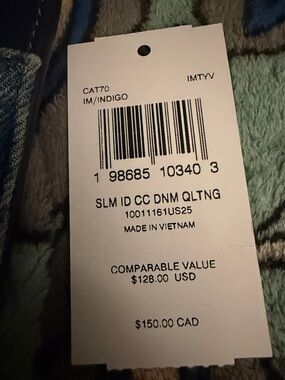 CAT70 IMTYV
IM/INDIGO
1 98685 10340 3
SLM ID CC DNM QLTNG
10011161US25
MADE IN VIETNAM
COMPARABLE VALUE
$128.00 USD
$150.00 CAD